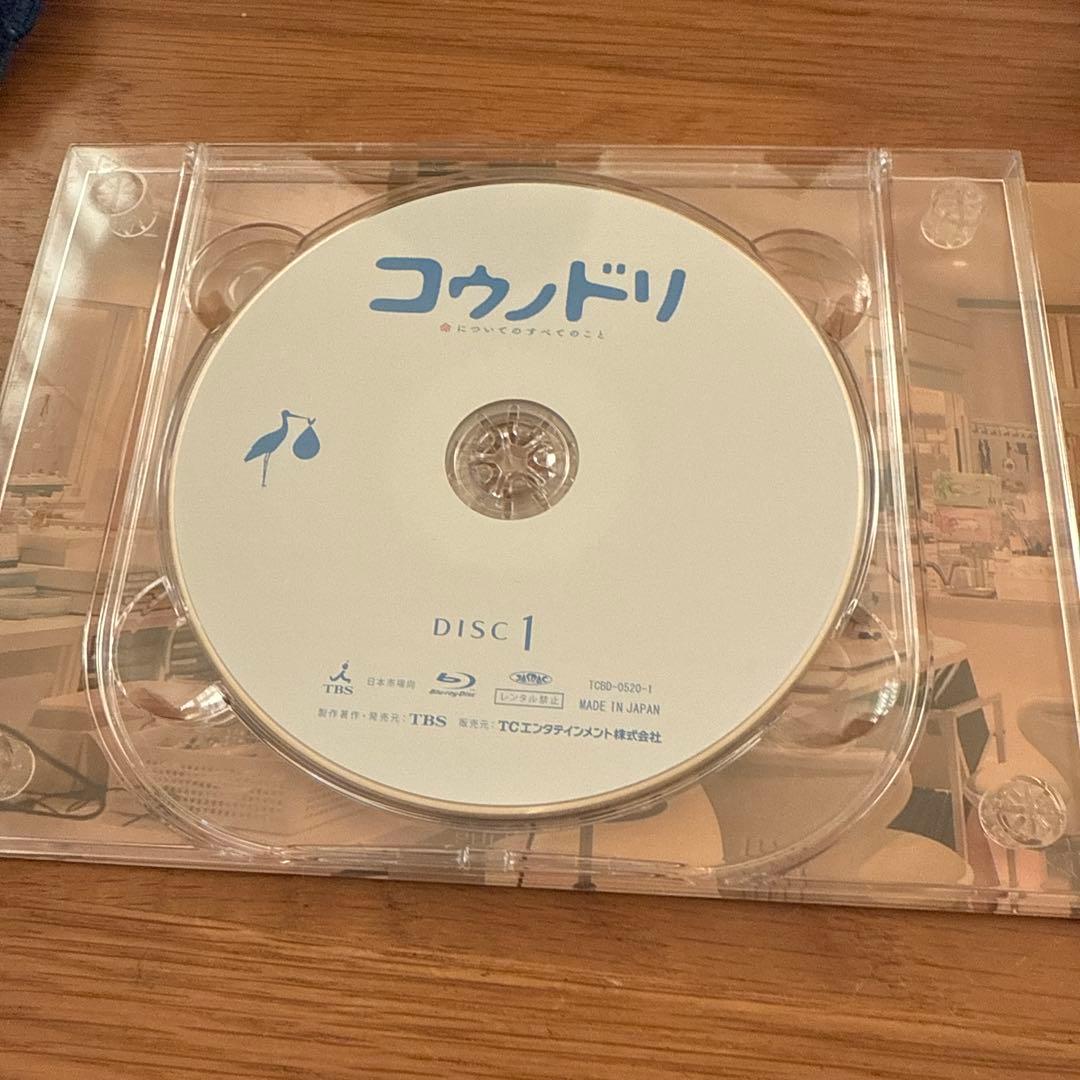 コウノドリ
命についてのすべてのこと
DISC 1
TBS 日本市場向 Blu-ray Disc JASRAC レンタル禁止 TCBD-0520-1
MADE IN JAPAN
製作著作・発売元:TBS 販売元:TCエンタテインメント株式会社